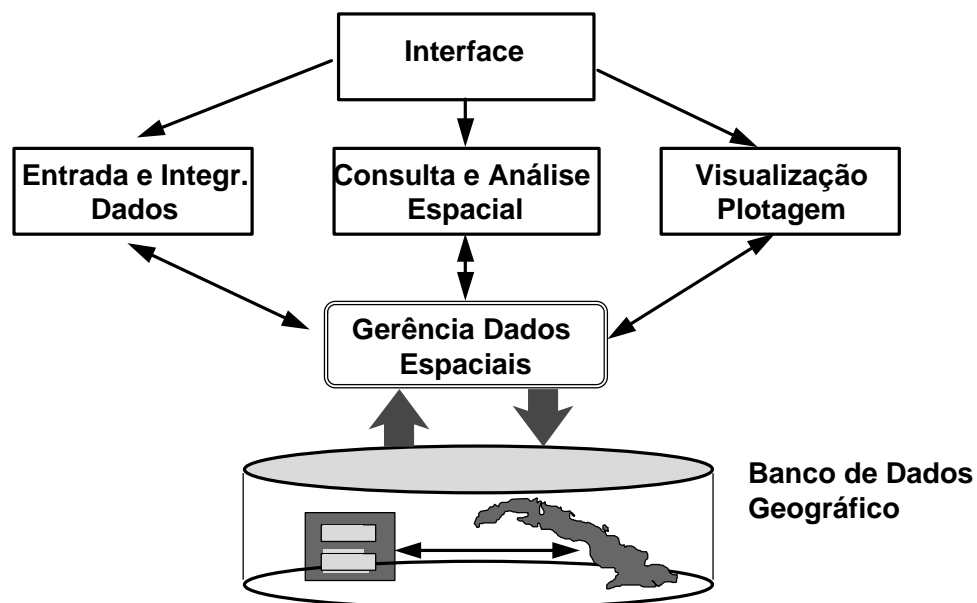 Interface
Entrada e Integr.
Dados
Consulta e Análise
Espacial
Visualização
Plotagem
Gerência Dados
Espaciais
Banco de Dados
Geográfico